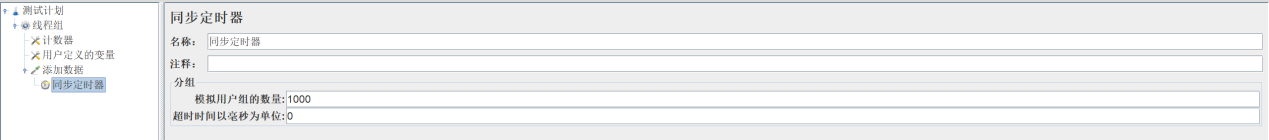 测试计划
线程组
计数器
用户定义的变量
添加数据
同步定时器
同步定时器
名称： 同步定时器
注释：
分组
模拟用户组的数量: 1000
超时时间以毫秒为单位: 0